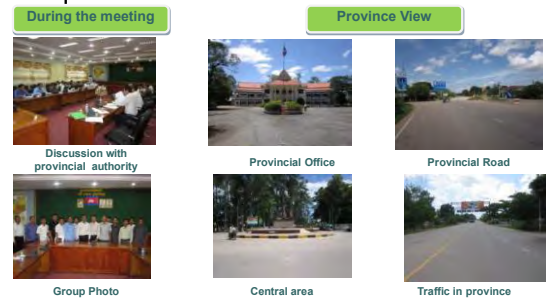 During the meeting
Province View
Discussion with
provincial authority
Provincial Office
Provincial Road
Group Photo
Central area
Traffic in province